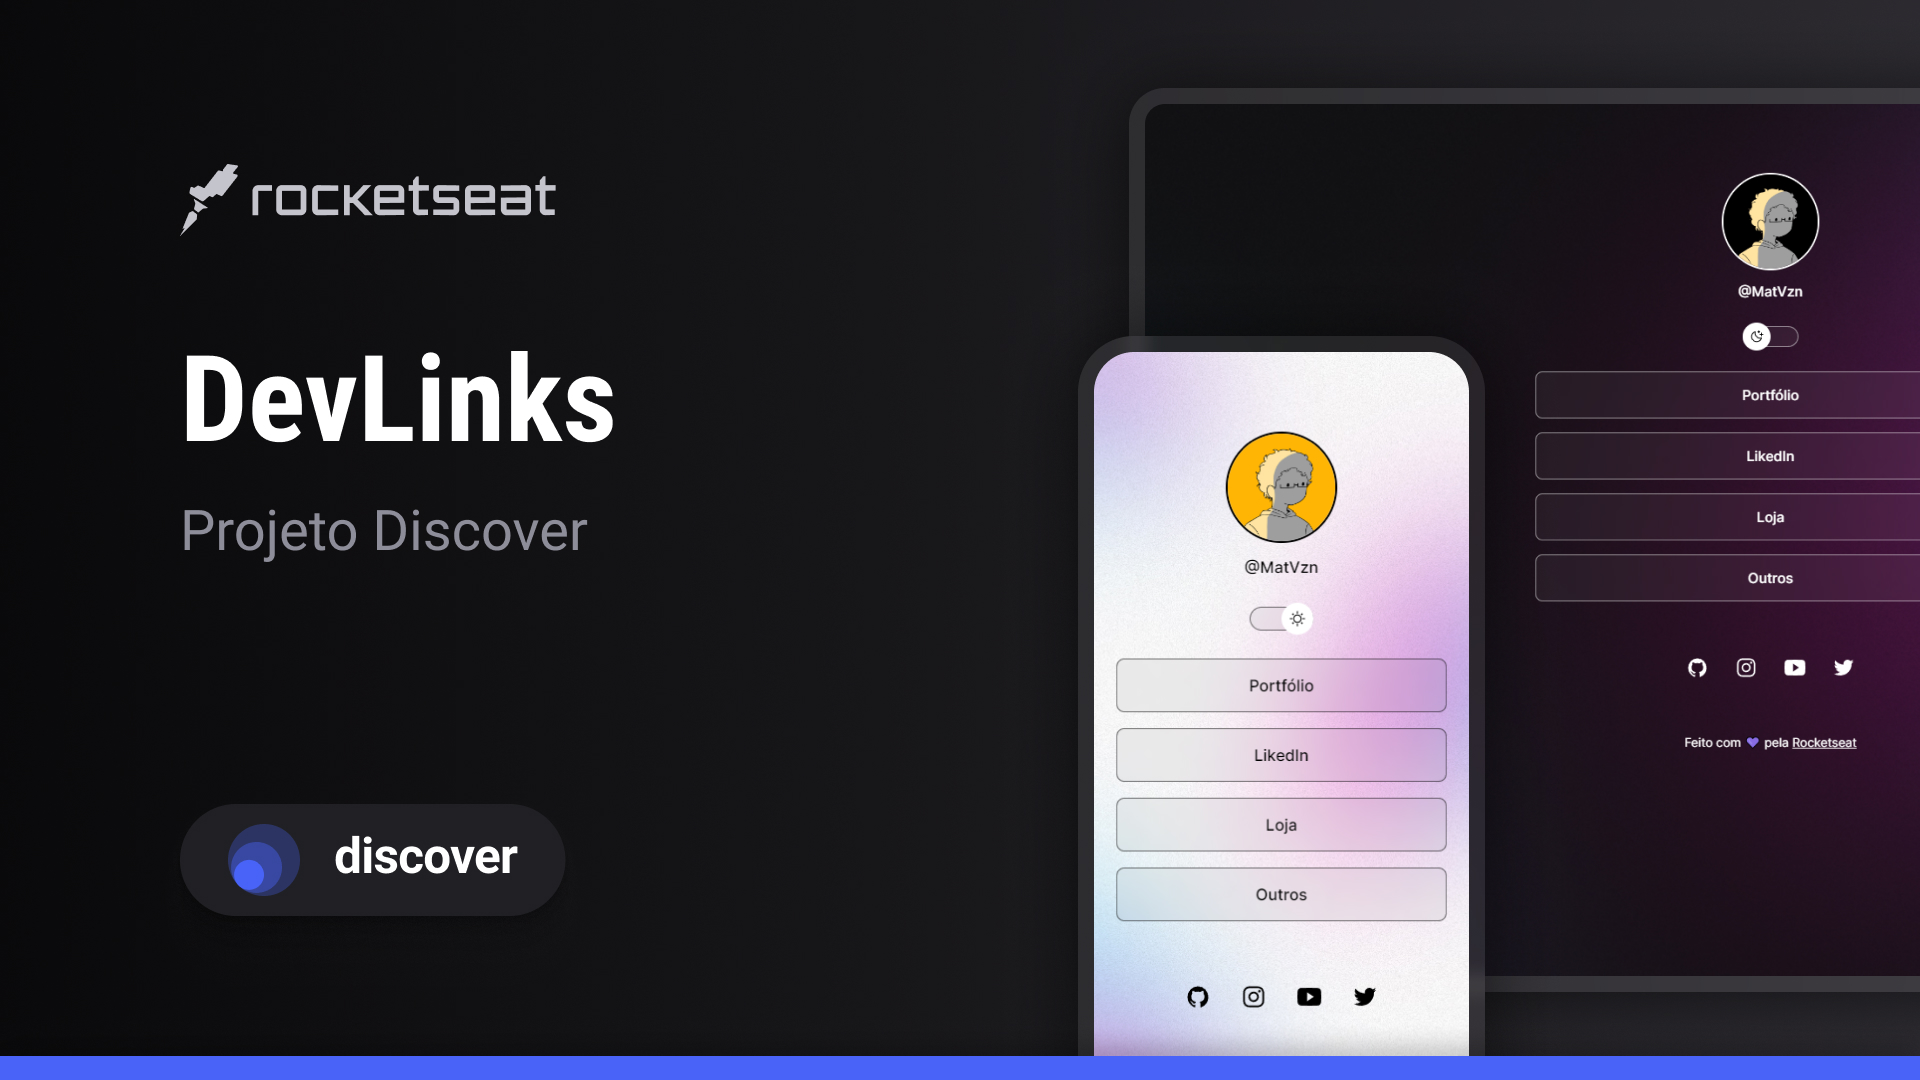 rocketseat
DevLinks
Projeto Discover
discover
@MatVzn
Portfólio
LikedIn
Loja
Outros
@MatVzn
Portfólio
LikedIn
Loja
Outros
Feito com 💜 pela Rocketseat